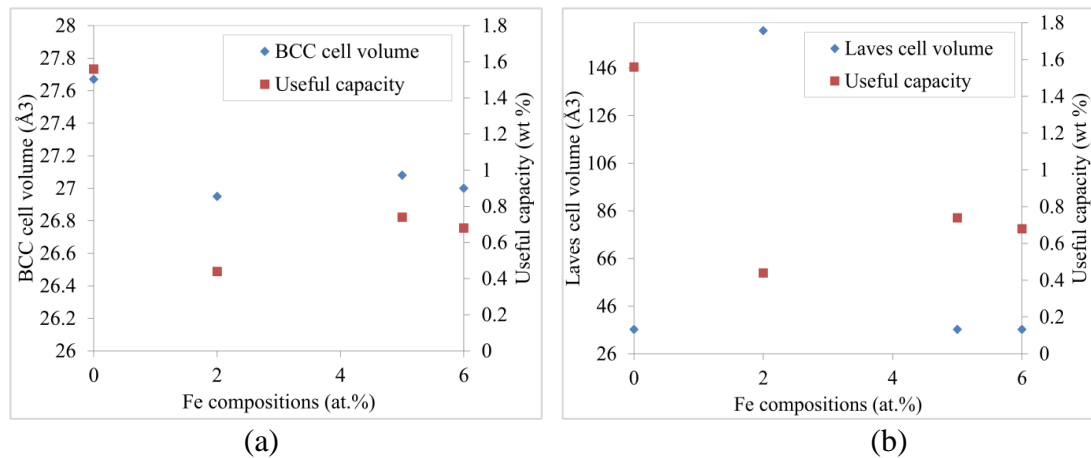 28
27.8
27.6
27.4
27.2
27
26.8
26.6
26.4
26.2
26
BCC cell volume (Å3)
BCC cell volume
Useful capacity
1.8
1.6
1.4
1.2
1
0.8
0.6
0.4
0.2
0
Useful capacity (wt %)
0 2 4 6
Fe compositions (at.%)
(a)
146
126
106
86
66
46
26
Laves cell volume (Å3)
Laves cell volume
Useful capacity
1.8
1.6
1.4
1.2
1
0.8
0.6
0.4
0.2
0
Useful capacity (wt %)
0 2 4 6
Fe compositions (at.%)
(b)